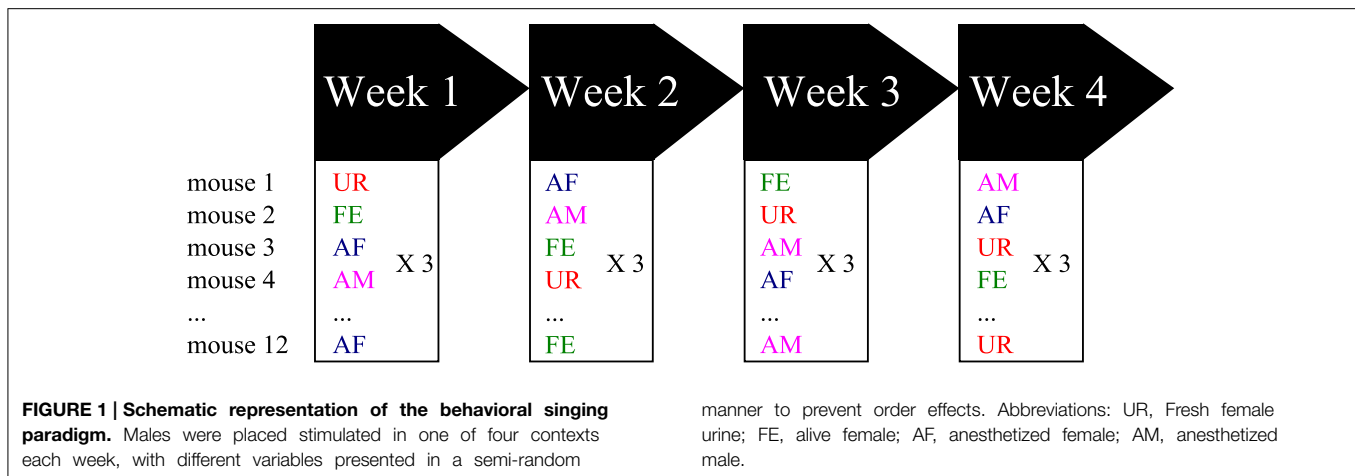 Week 1 Week 2 Week 3 Week 4
mouse 1 UR AF FE AM
mouse 2 FE AM UR AF
mouse 3 AF FE AM UR
X 3 X 3 X 3 X 3
mouse 4 AM UR AF FE
... ... ... ... ...
mouse 12 AF FE AM UR
FIGURE 1 | Schematic representation of the behavioral singing
paradigm. Males were placed stimulated in one of four contexts
each week, with different variables presented in a semi-random
manner to prevent order effects. Abbreviations: UR, Fresh female
urine; FE, alive female; AF, anesthetized female; AM, anesthetized
male.